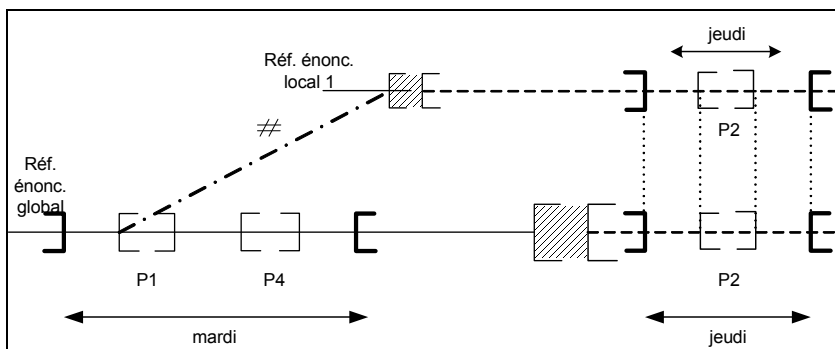 jeudi
Réf. énonc.
local 1
P2
Réf.
énonc.
global
P1
P4
P2
mardi
jeudi